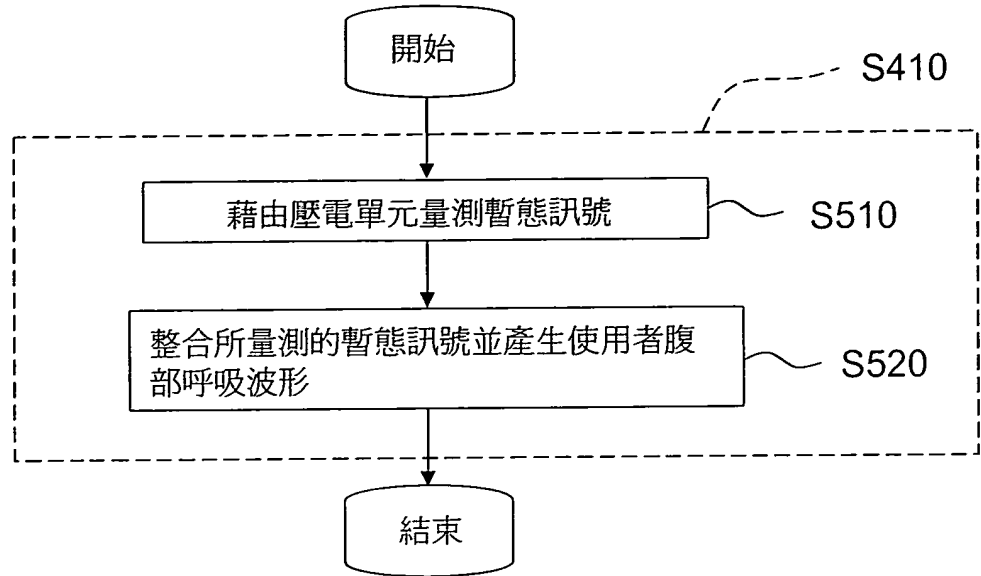 開始
S410
藉由壓電單元量測暫態訊號
S510
整合所量測的暫態訊號並產生使用者腹
部呼吸波形
S520
結束